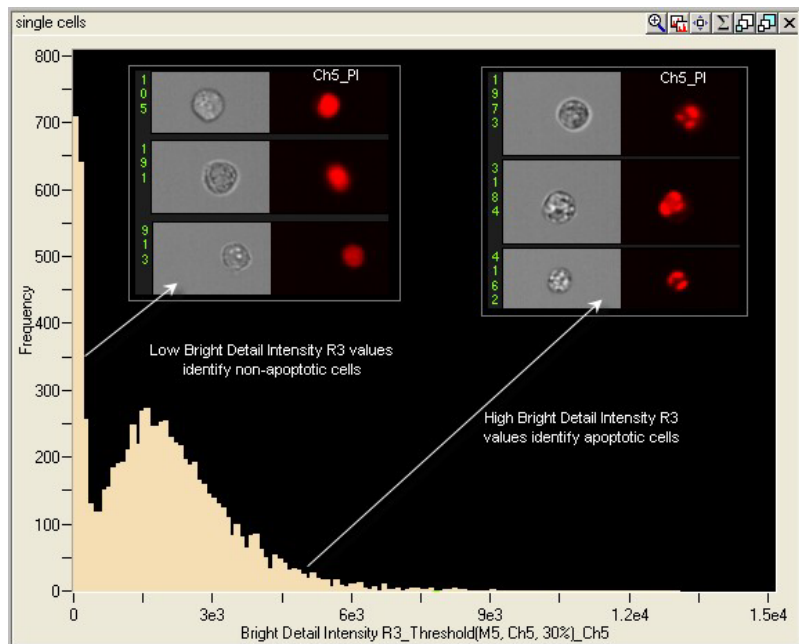 single cells
Frequency
800
700
600
500
400
300
200
100
0
105
191
913
Ch5_PI
1973
3184
4162
Ch5_PI
Low Bright Detail Intensity R3 values
identify non-apoptotic cells
High Bright Detail Intensity R3
values identify apoptotic cells
0
3e3
6e3
9e3
1.2e4
1.5e4
Bright Detail Intensity R3_Threshold(M5, Ch5, 30%)_Ch5